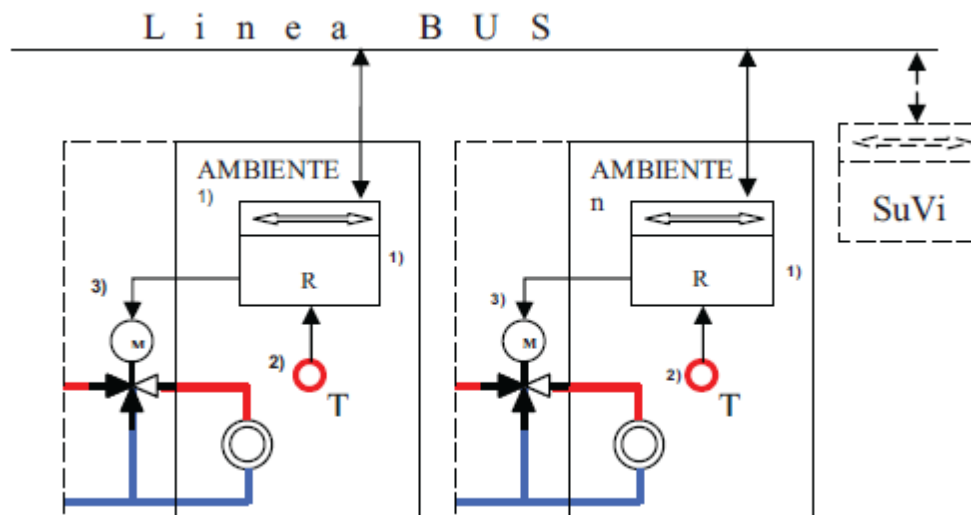 Linea BUS
AMBIENTE
1)
1)
R
3)
M
2)
T
AMBIENTE
n
1)
R
3)
M
2)
T
SuVi